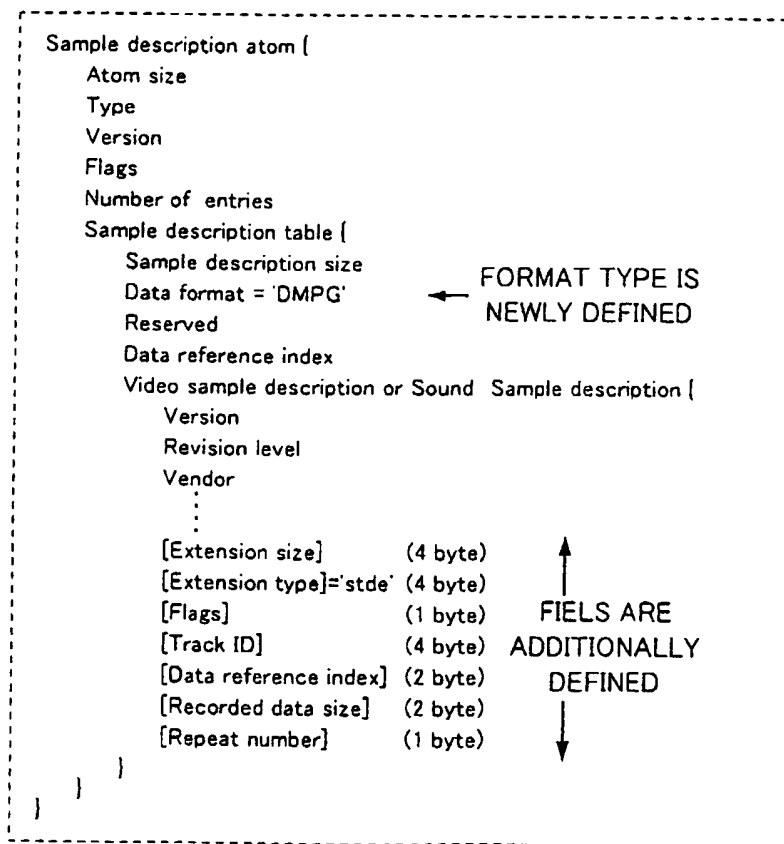 Sample description atom {
Atom size
Type
Version
Flags
Number of entries
Sample description table {
Sample description size
Data format = 'DMPG'
Reserved
Data reference index
Video sample description or Sound Sample description {
Version
Revision level
Vendor
[Extension size] (4 byte)
[Extension type]='stde' (4 byte)
[Flags] (1 byte)
[Track ID] (4 byte)
[Data reference index] (2 byte)
[Recorded data size] (2 byte)
[Repeat number] (1 byte)
}
}
}
FORMAT TYPE IS
NEWLY DEFINED
FIELS ARE
ADDITIONALLY
DEFINED